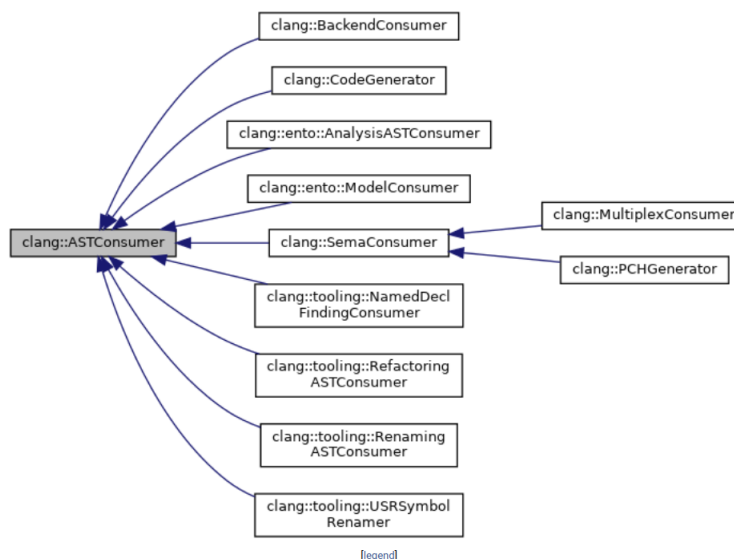 clang::BackendConsumer
clang::CodeGenerator
clang::ento::AnalysisASTConsumer
clang::ento::ModelConsumer
clang::ASTConsumer
clang::SemaConsumer
clang::MultiplexConsumer
clang::PCHGenerator
clang::tooling::NamedDecl
FindingConsumer
clang::tooling::Refactoring
ASTConsumer
clang::tooling::Renaming
ASTConsumer
clang::tooling::USRSymbol
Renamer
[legend]